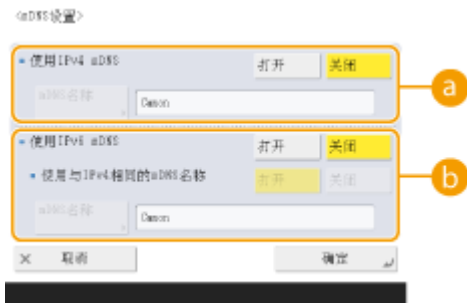 <mDNS设置>
使用IPv4 mDNS
打开 关闭
mDNS名称 Canon
a
使用IPv6 mDNS
打开 关闭
使用与IPv4相同的mDNS名称
打开 关闭
mDNS名称 Canon
b
× 取消 确定